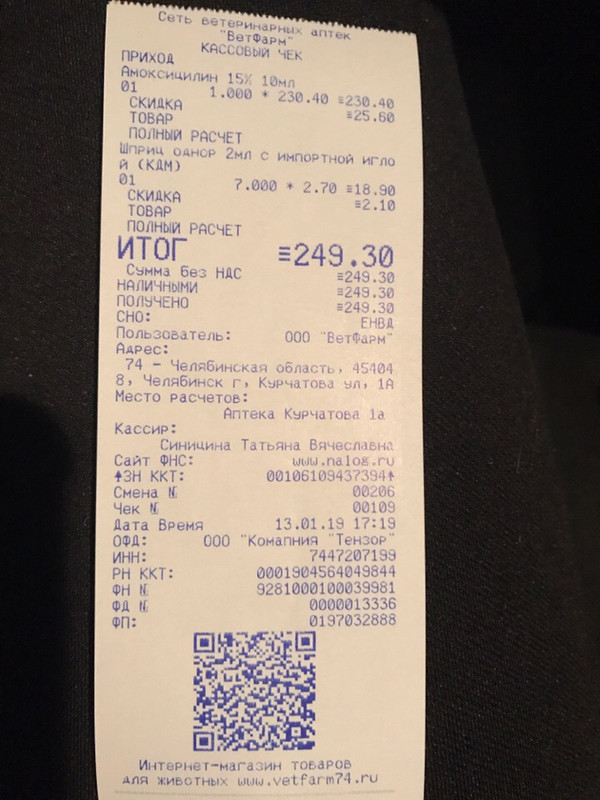 Сеть ветеринарных аптек
"ВетФарм"
КАССОВЫЙ ЧЕК
ПРИХОД
Амоксицилин 15% 10мл
01 1.000 * 230.40 ≡230.40
СКИДКА ≡25.60
ТОВАР
ПОЛНЫЙ РАСЧЕТ
Шприц однор 2мл с импортной игло
й (КДМ)
01 7.000 * 2.70 ≡18.90
СКИДКА ≡2.10
ТОВАР
ПОЛНЫЙ РАСЧЕТ
ИТОГ ≡249.30
Сумма без НДС ≡249.30
НАЛИЧНЫМИ ≡249.30
ПОЛУЧЕНО ≡249.30
СНО: ЕНВД
Пользователь: ООО "ВетФарм"
Адрес:
74 - Челябинская область, 45404
8, Челябинск г, Курчатова ул, 1А
Место расчетов:
Аптека Курчатова 1а
Кассир:
Синицина Татьяна Вячеславна
Сайт ФНС: www.nalog.ru
ЗН ККТ: 00106109437394
Смена № 00206
Чек № 00109
Дата Время 13.01.19 17:19
ОФД: ООО "Компания "Тензор"
ИНН: 7447207199
РН ККТ: 0001904564049844
ФН № 9281000100039981
ФД № 0000013336
ФП: 0197032888
Интернет-магазин товаров
для животных www.vetfarm74.ru